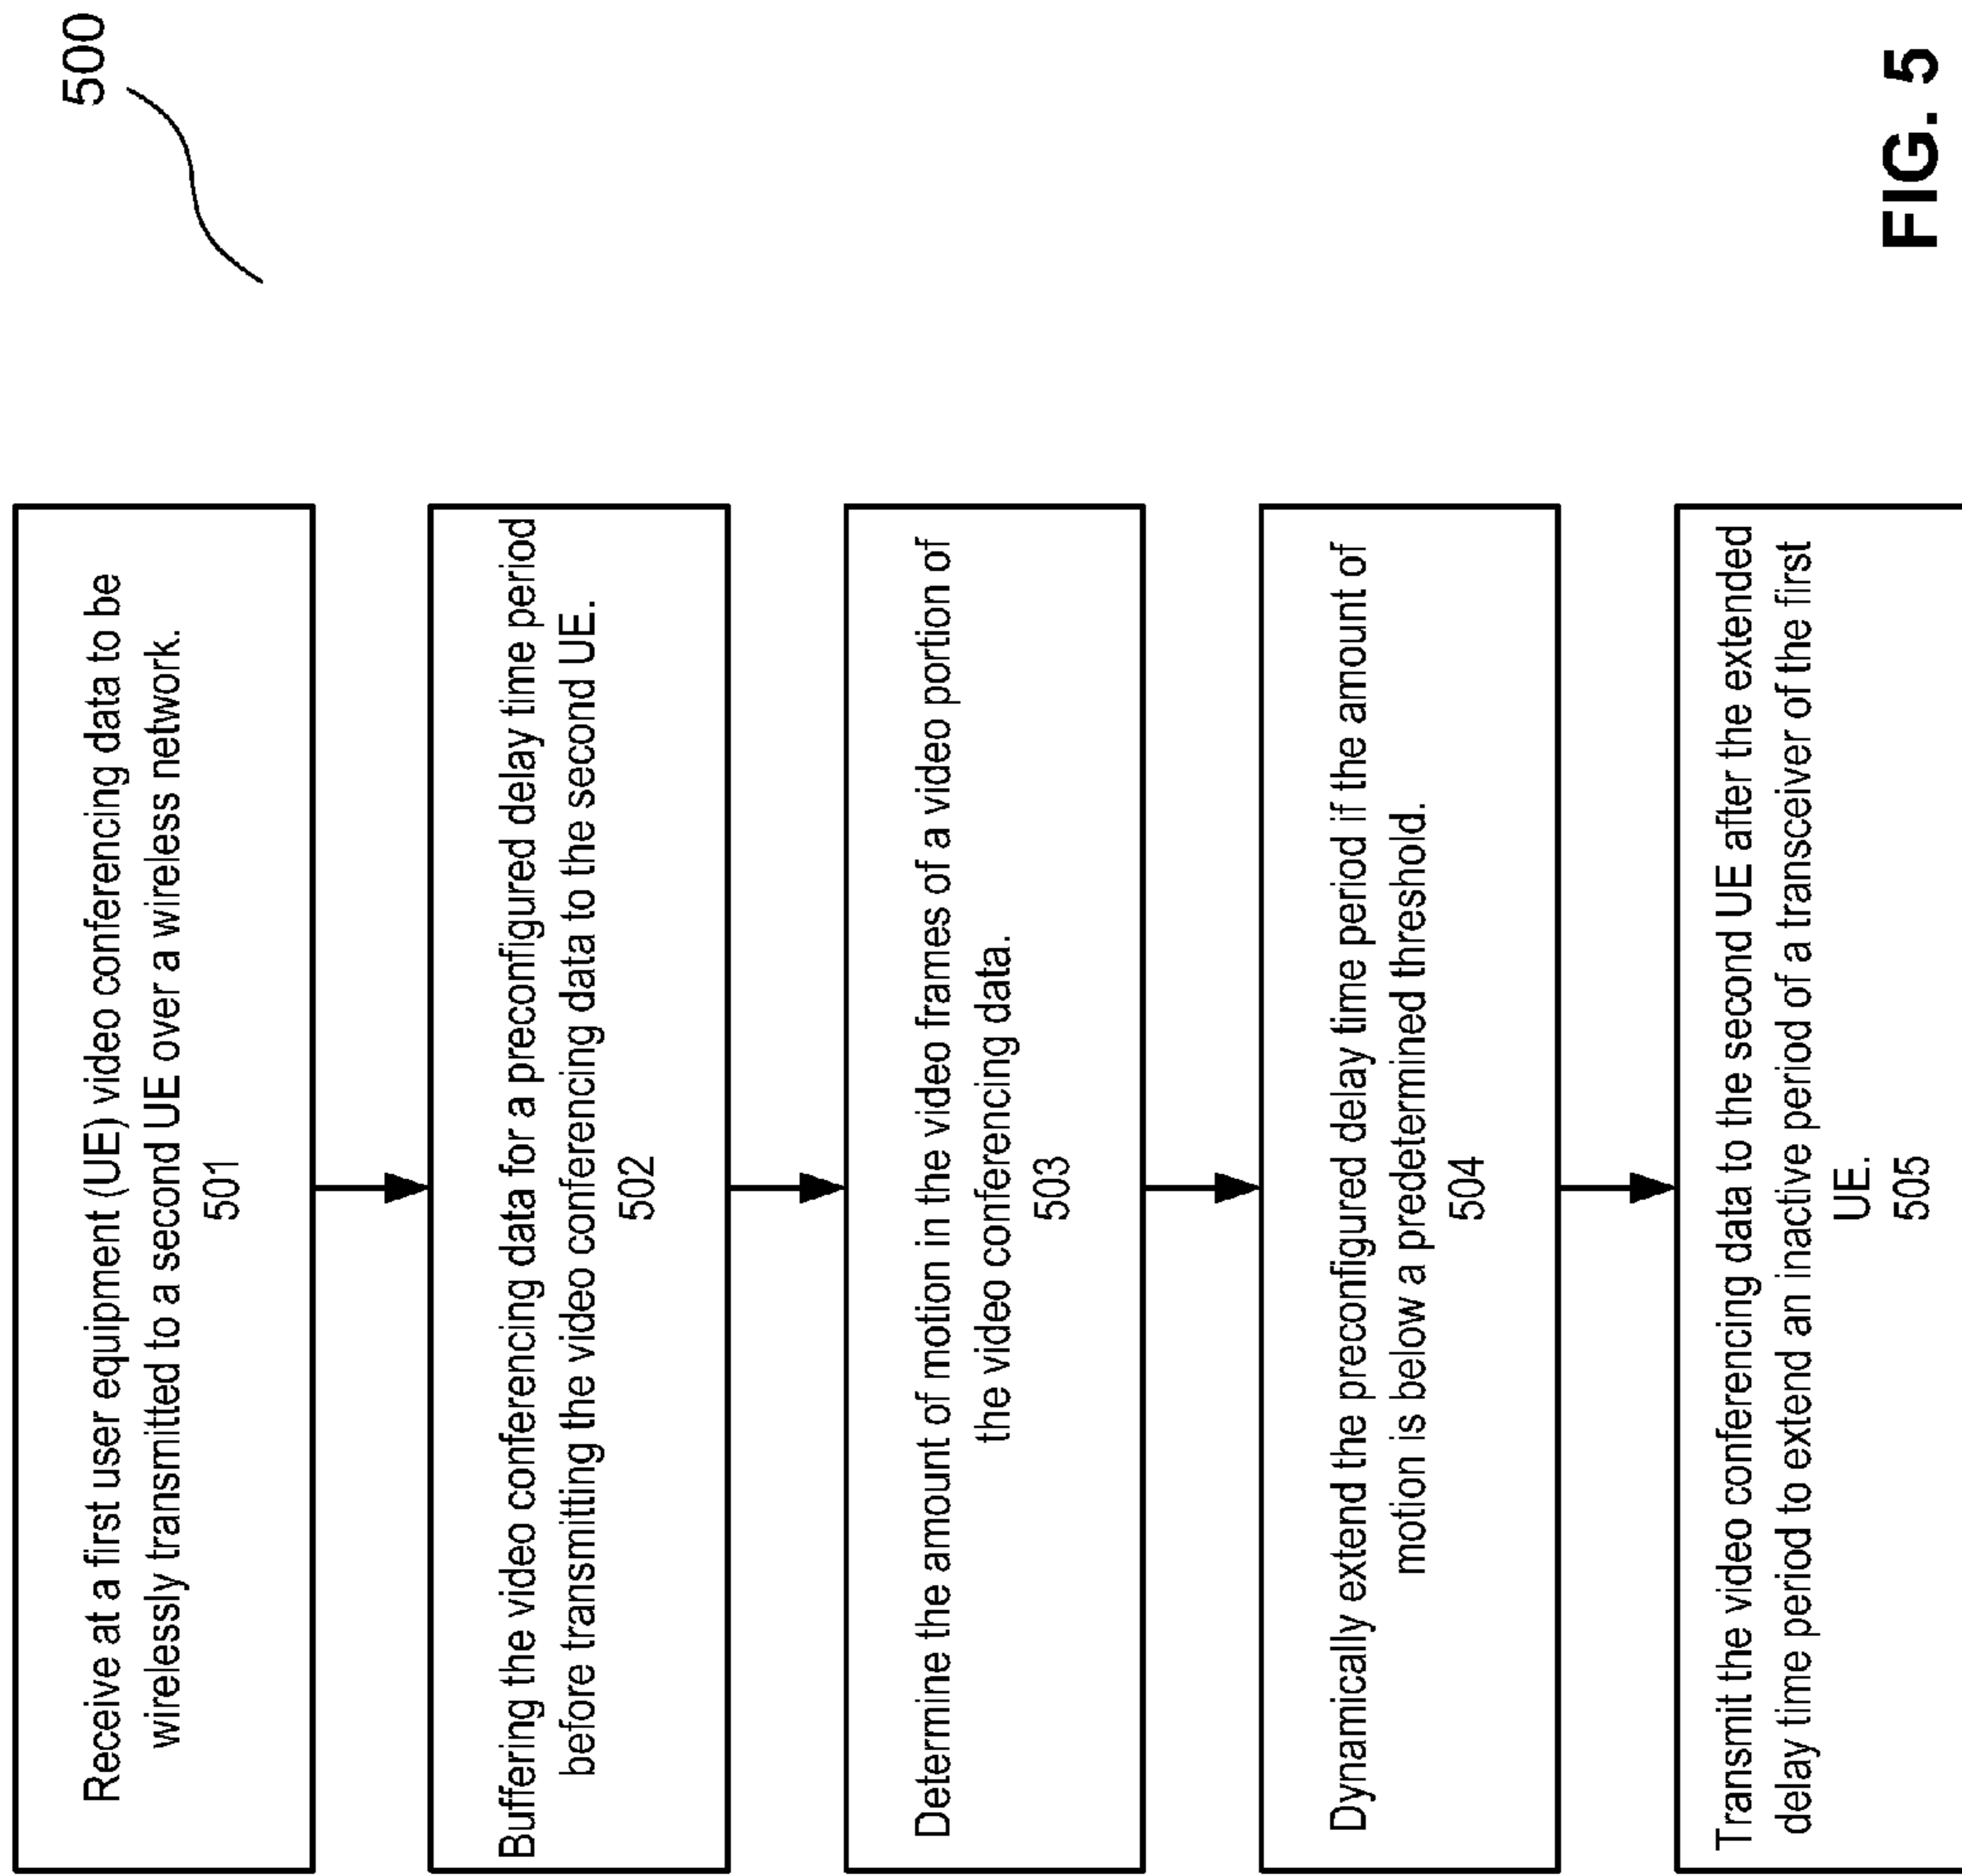 500
Receive at a first user equipment (UE) video conferencing data to be
wirelessly transmitted to a second UE over a wireless network.
501
Buffering the video conferencing data for a preconfigured delay time period
before transmitting the video conferencing data to the second UE.
502
Determine the amount of motion in the video frames of a video portion of
the video conferencing data.
503
Dynamically extend the preconfigured delay time period if the amount of
motion is below a predetermined threshold.
504
Transmit the video conferencing data to the second UE after the extended
delay time period to extend an inactive period of a transceiver of the first
UE.
505
FIG. 5